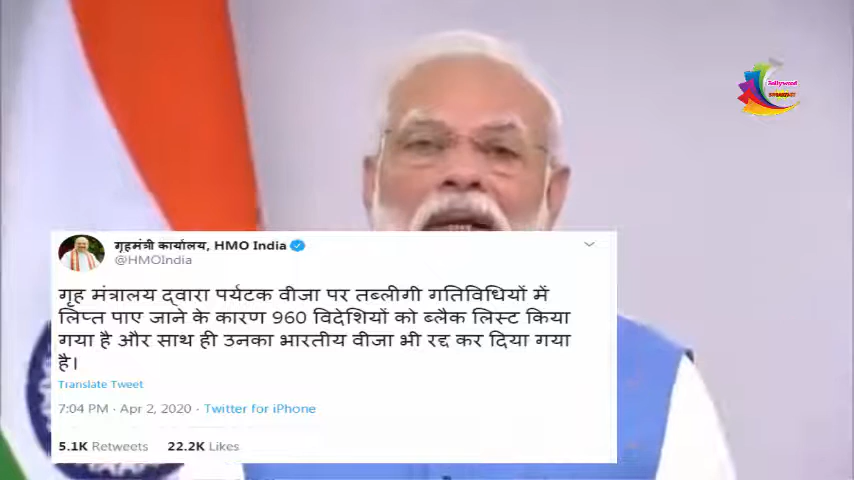 Bollywood
गृहमंत्री कार्यालय, HMO India
@HMOIndia
गृह मंत्रालय द्वारा पर्यटक वीजा पर तब्लीगी गतिविधियों में
लिप्त पाए जाने के कारण 960 विदेशियों को ब्लैक लिस्ट किया
गया है और साथ ही उनका भारतीय वीजा भी रद्द कर दिया गया
है।
Translate Tweet
7:04 PM · Apr 2, 2020 · Twitter for iPhone
5.1K Retweets 22.2K Likes